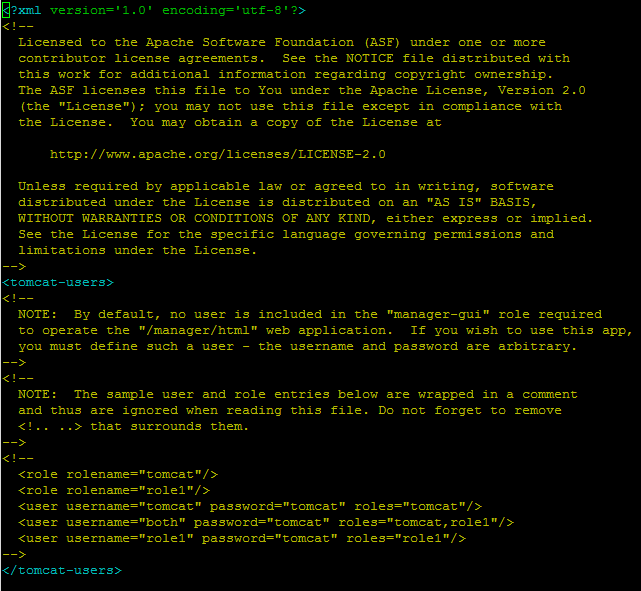 <?xml version='1.0' encoding='utf-8'?>
<!--
  Licensed to the Apache Software Foundation (ASF) under one or more
  contributor license agreements.  See the NOTICE file distributed with
  this work for additional information regarding copyright ownership.
  The ASF licenses this file to You under the Apache License, Version 2.0
  (the "License"); you may not use this file except in compliance with
  the License.  You may obtain a copy of the License at

      http://www.apache.org/licenses/LICENSE-2.0

  Unless required by applicable law or agreed to in writing, software
  distributed under the License is distributed on an "AS IS" BASIS,
  WITHOUT WARRANTIES OR CONDITIONS OF ANY KIND, either express or implied.
  See the License for the specific language governing permissions and
  limitations under the License.
-->
<tomcat-users>
<!--
  NOTE:  By default, no user is included in the "manager-gui" role required
  to operate the "/manager/html" web application.  If you wish to use this app,
  you must define such a user - the username and password are arbitrary.
-->
<!--
  NOTE:  The sample user and role entries below are wrapped in a comment
  and thus are ignored when reading this file. Do not forget to remove
  <!.. ..> that surrounds them.
-->
<!--
  <role rolename="tomcat"/>
  <role rolename="role1"/>
  <user username="tomcat" password="tomcat" roles="tomcat"/>
  <user username="both" password="tomcat" roles="tomcat,role1"/>
  <user username="role1" password="tomcat" roles="role1"/>
-->
</tomcat-users>